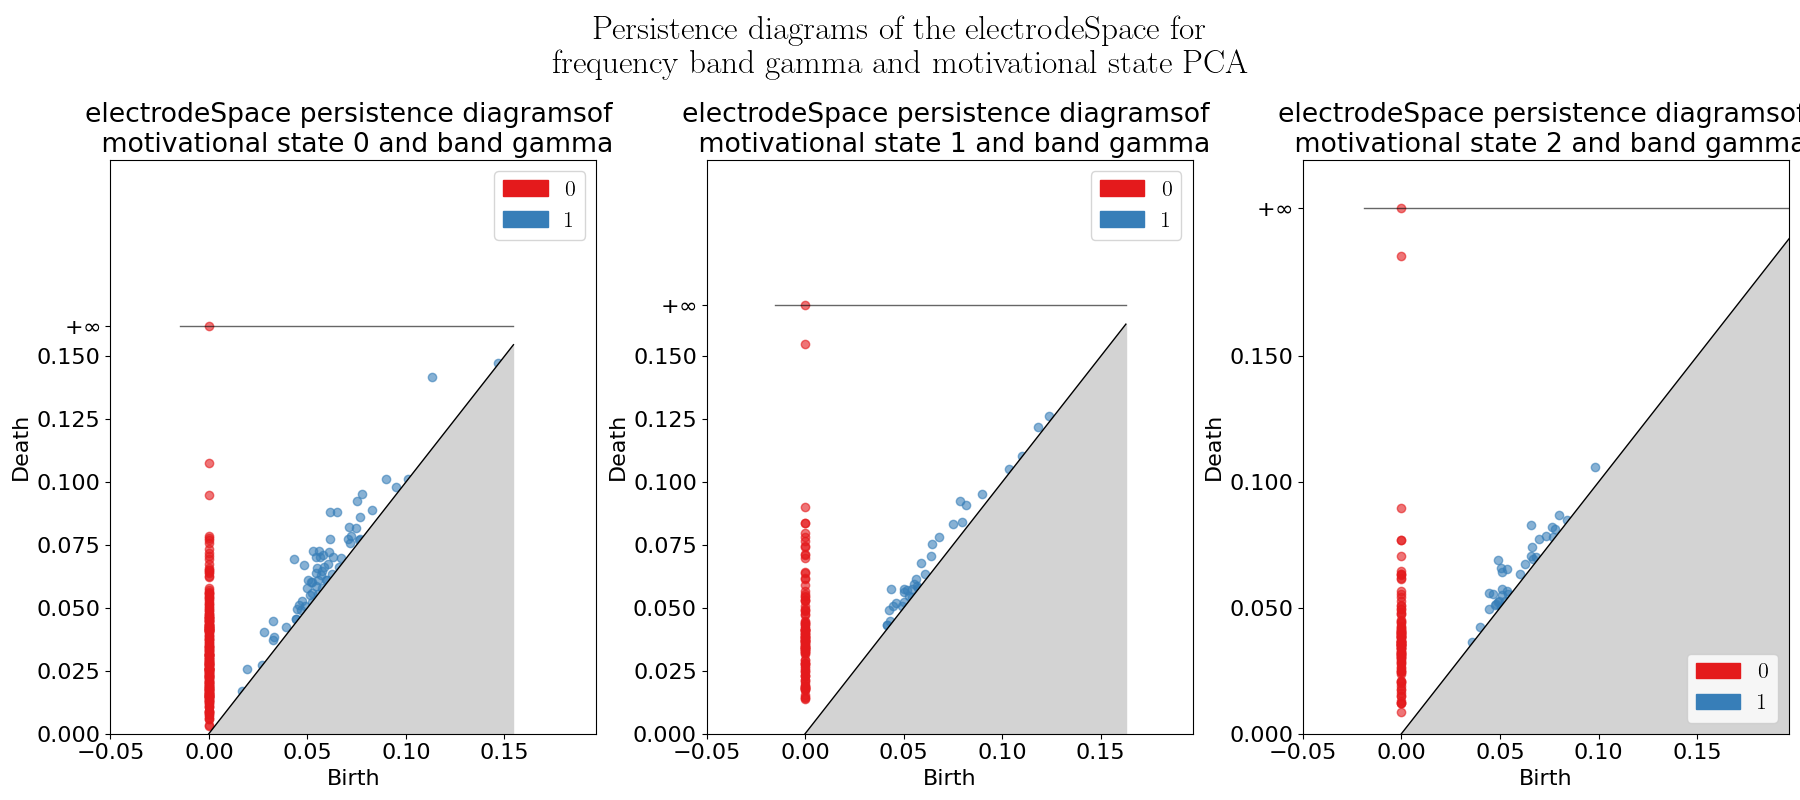 Persistence diagrams of the electrodeSpace for
frequency band gamma and motivational state PCA
electrodeSpace persistence diagramsof
motivational state 0 and band gamma
0
1
+∞
0.150
0.125
0.100
0.075
0.050
0.025
0.000
Death
−0.05 0.00 0.05 0.10 0.15
Birth
electrodeSpace persistence diagramsof
motivational state 1 and band gamma
0
1
+∞
0.150
0.125
0.100
0.075
0.050
0.025
0.000
Death
−0.05 0.00 0.05 0.10 0.15
Birth
electrodeSpace persistence diagramsof
motivational state 2 and band gamma
+∞
0.150
0.100
0.050
0.000
Death
0
1
−0.05 0.00 0.05 0.10 0.15
Birth